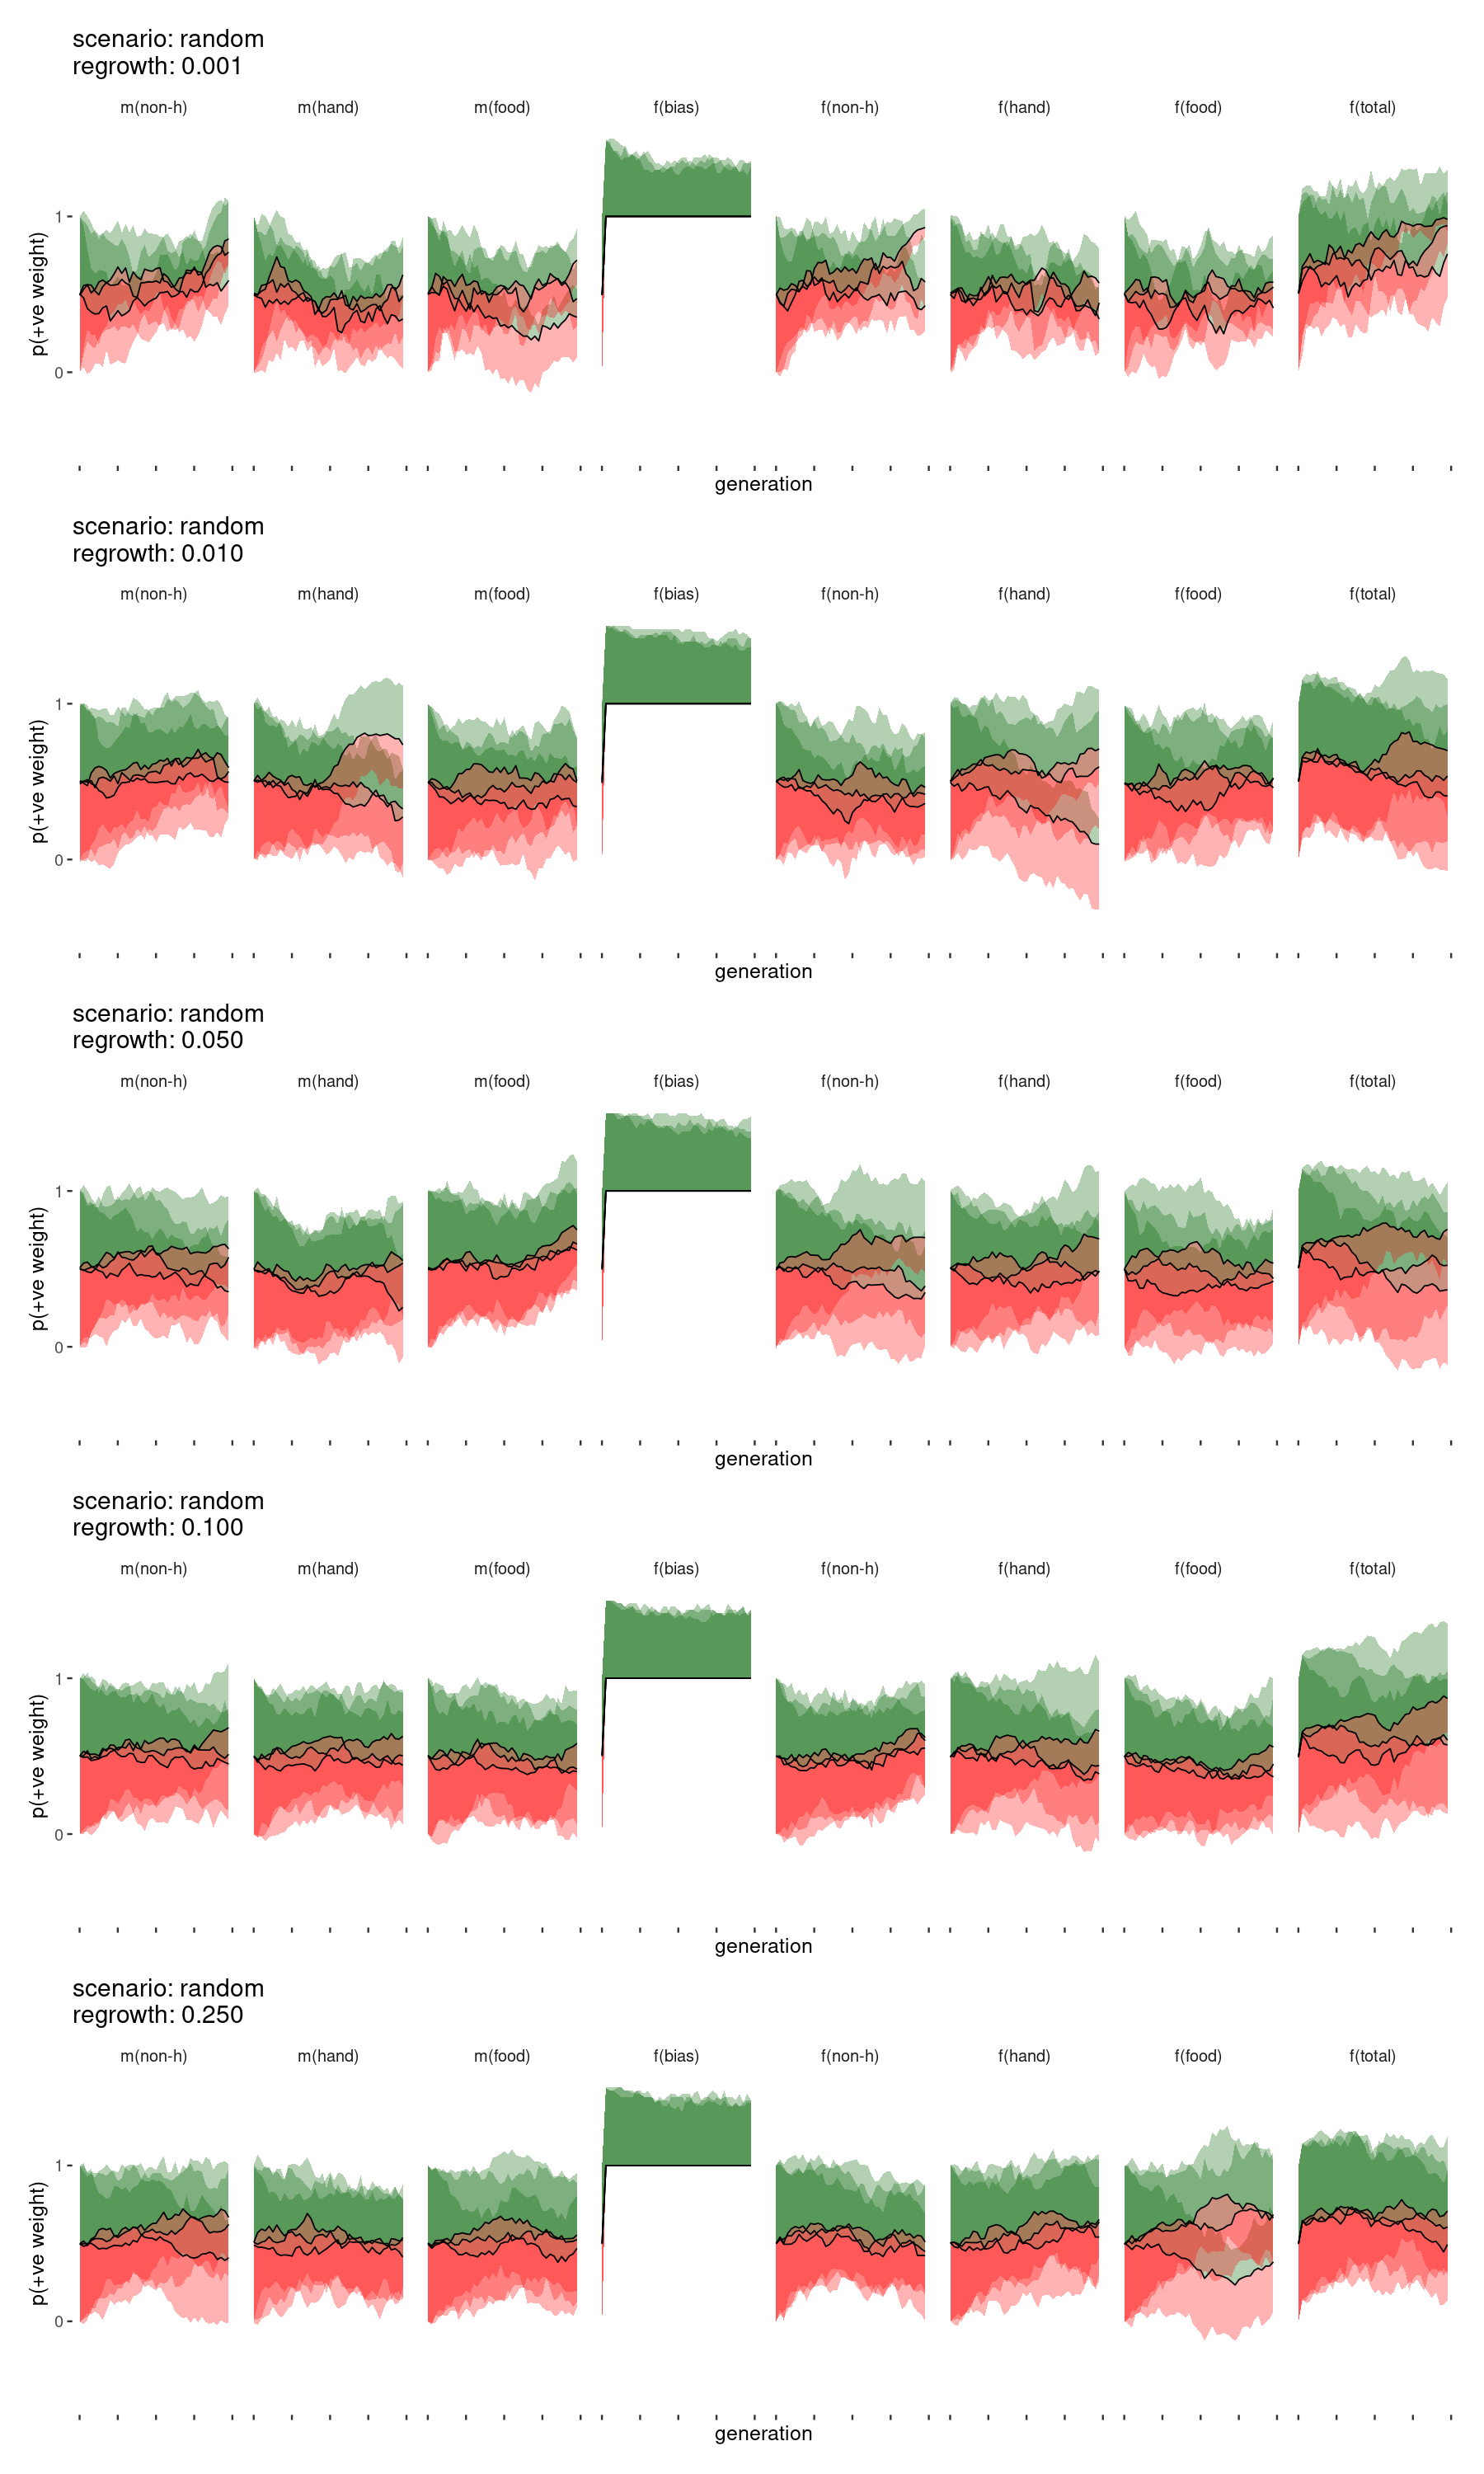 scenario: random
regrowth: 0.001
m(non-h) m(hand) m(food) f(bias) f(non-h) f(hand) f(food) f(total)
p(+ve weight)
1
0
generation
scenario: random
regrowth: 0.010
m(non-h) m(hand) m(food) f(bias) f(non-h) f(hand) f(food) f(total)
p(+ve weight)
1
0
generation
scenario: random
regrowth: 0.050
m(non-h) m(hand) m(food) f(bias) f(non-h) f(hand) f(food) f(total)
p(+ve weight)
1
0
generation
scenario: random
regrowth: 0.100
m(non-h) m(hand) m(food) f(bias) f(non-h) f(hand) f(food) f(total)
p(+ve weight)
1
0
generation
scenario: random
regrowth: 0.250
m(non-h) m(hand) m(food) f(bias) f(non-h) f(hand) f(food) f(total)
p(+ve weight)
1
0
generation